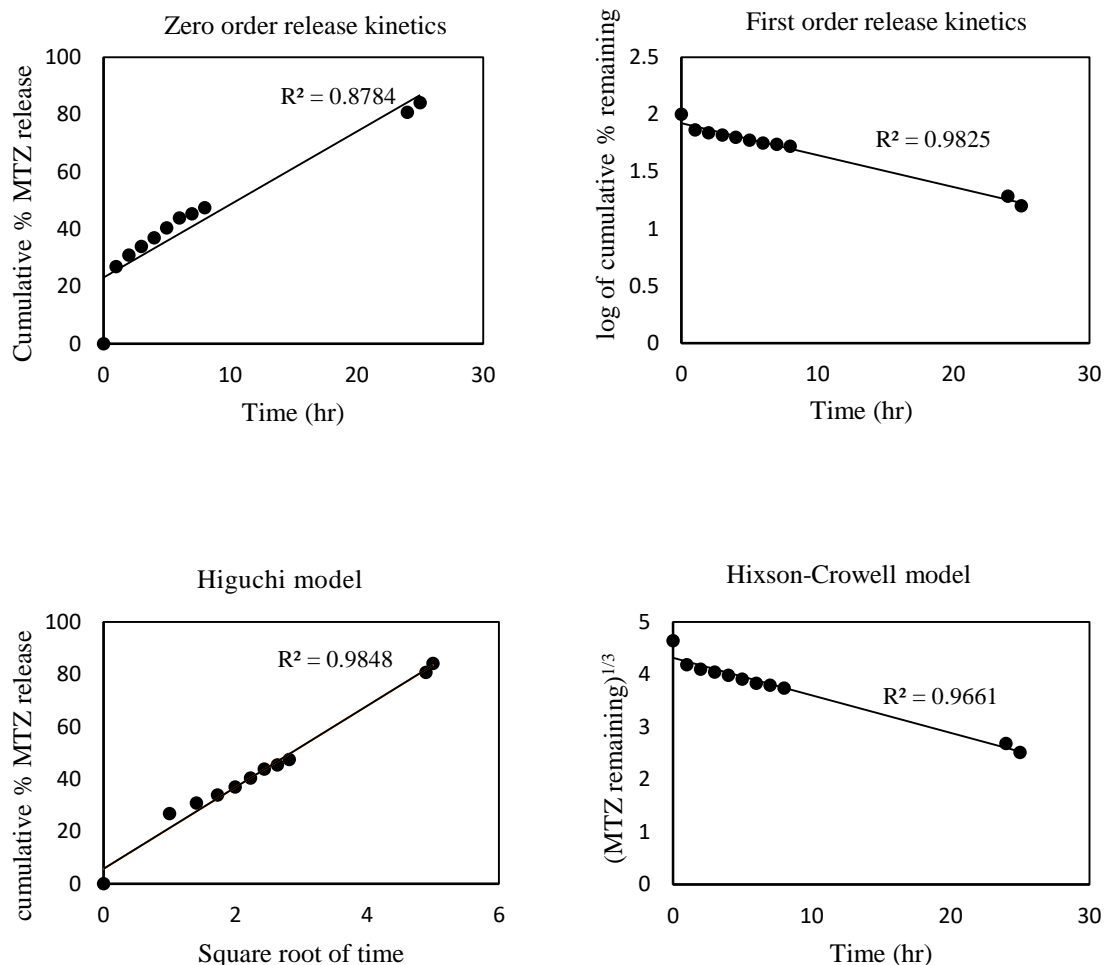 Zero order release kinetics
Cumulative % MTZ release
100
80
60
40
20
0
R² = 0.8784
0 10 20 30
Time (hr)
First order release kinetics
log of cumulative % remaining
2.5
2
1.5
1
0.5
0
R² = 0.9825
0 10 20 30
Time (hr)
Higuchi model
cumulative % MTZ release
100
80
60
40
20
0
R² = 0.9848
0 2 4 6
Square root of time
Hixson-Crowell model
(MTZ remaining)¹/³
5
4
3
2
1
0
R² = 0.9661
0 10 20 30
Time (hr)